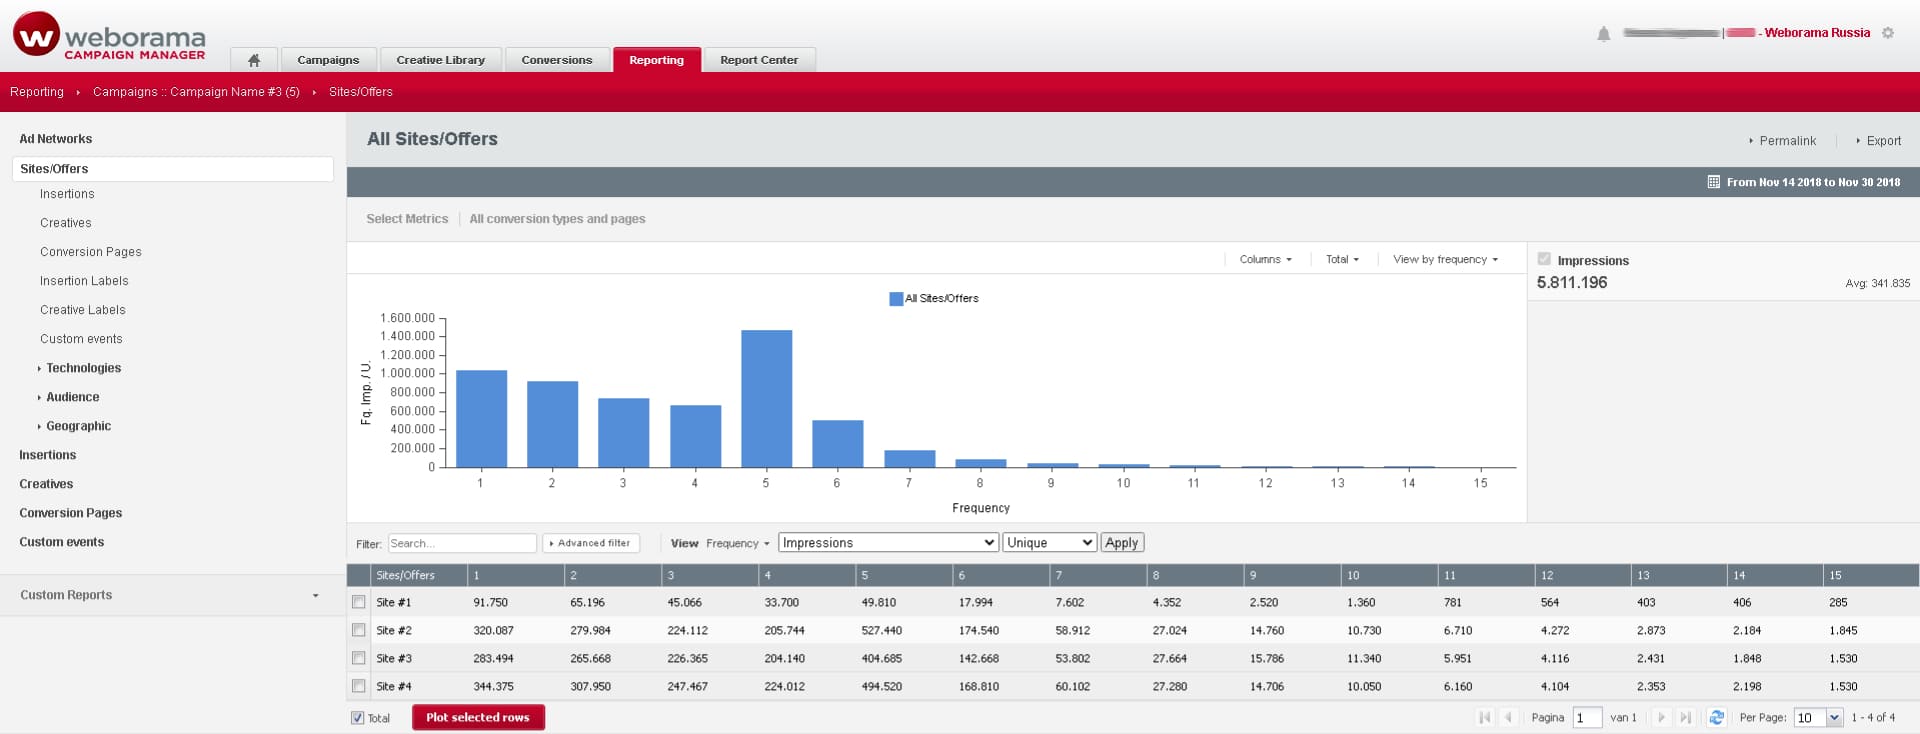 weborama
CAMPAIGN MANAGER
Campaigns
Creative Library
Conversions
Reporting
Report Center
- Weborama Russia
Reporting
Campaigns :: Campaign Name #3 (5)
Sites/Offers
Ad Networks
Sites/Offers
Insertions
Creatives
Conversion Pages
Insertion Labels
Creative Labels
Custom events
Technologies
Audience
Geographic
Insertions
Creatives
Conversion Pages
Custom events
Custom Reports
All Sites/Offers
Permalink
Export
From Nov 14 2018 to Nov 30 2018
Select Metrics
All conversion types and pages
Columns
Total
View by frequency
Impressions
5.811.196
Avg: 341.835
All Sites/Offers
Fq. Imp. / U.
1.600.000
1.400.000
1.200.000
1.000.000
800.000
600.000
400.000
200.000
0
1 2 3 4 5 6 7 8 9 10 11 12 13 14 15
Frequency
Filter: Search... Advanced filter View Frequency Impressions Unique Apply
Sites/Offers 1 2 3 4 5 6 7 8 9 10 11 12 13 14 15
Site #1 91.750 65.196 45.066 33.700 49.810 17.994 7.602 4.352 2.520 1.360 781 564 403 406 285
Site #2 320.087 279.984 224.112 205.744 527.440 174.540 58.912 27.024 14.760 10.730 6.710 4.272 2.873 2.184 1.845
Site #3 283.494 265.668 226.365 204.140 404.685 142.668 53.802 27.664 15.786 11.340 5.951 4.116 2.431 1.848 1.530
Site #4 344.375 307.950 247.467 224.012 494.520 168.810 60.102 27.280 14.706 10.050 6.160 4.104 2.353 2.198 1.530
Total
Plot selected rows
Pagina 1 van 1
Per Page: 10
1 - 4 of 4